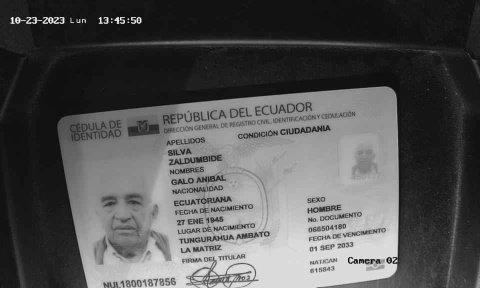 10-23-2023 Lun 13:45:50
CÉDULA DE
IDENTIDAD
REPÚBLICA DEL ECUADOR
DIRECCIÓN GENERAL DE REGISTRO CIVIL, IDENTIFICACIÓN Y CEDULACIÓN
APELLIDOS
CONDICIÓN CIUDADANIA
SILVA
ZALDUMBIDE
NOMBRES
GALO ANIBAL
NACIONALIDAD
ECUATORIANA
FECHA DE NACIMIENTO
27 ENE 1945
LUGAR DE NACIMIENTO
TUNGURAHUA AMBATO
LA MATRIZ
FIRMA DEL TITULAR
SEXO
HOMBRE
No. DOCUMENTO
066504180
FECHA DE VENCIMIENTO
01 SEP 2033
NAT/CAN
615843
NUI.1800187856
Camera 02